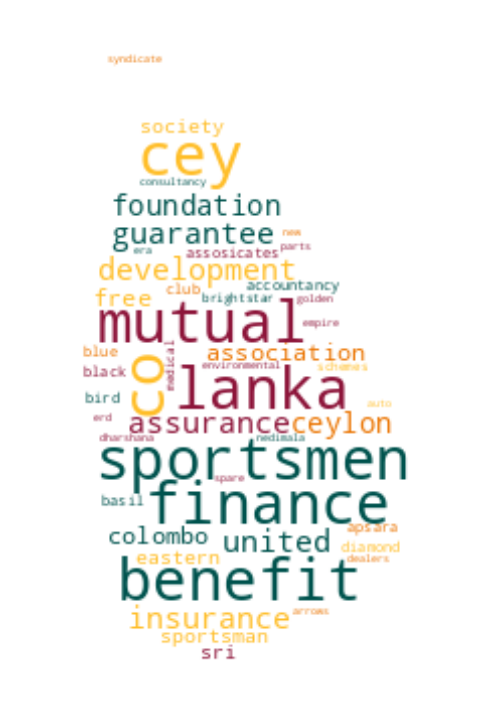 syndicate
society
cey
consultancy
foundation
guarantee new
era assosicates parts
development
club accountancy
free brightstar golden
mutual empire
blue association
black medical environmental schemes
co lanka
bird auto
erd assurance ceylon
dharshana nedimala
sportsmen
spare
basil finance
colombo united apsara
eastern diamond
dealers
benefit
insurance arrows
sportsman
sri